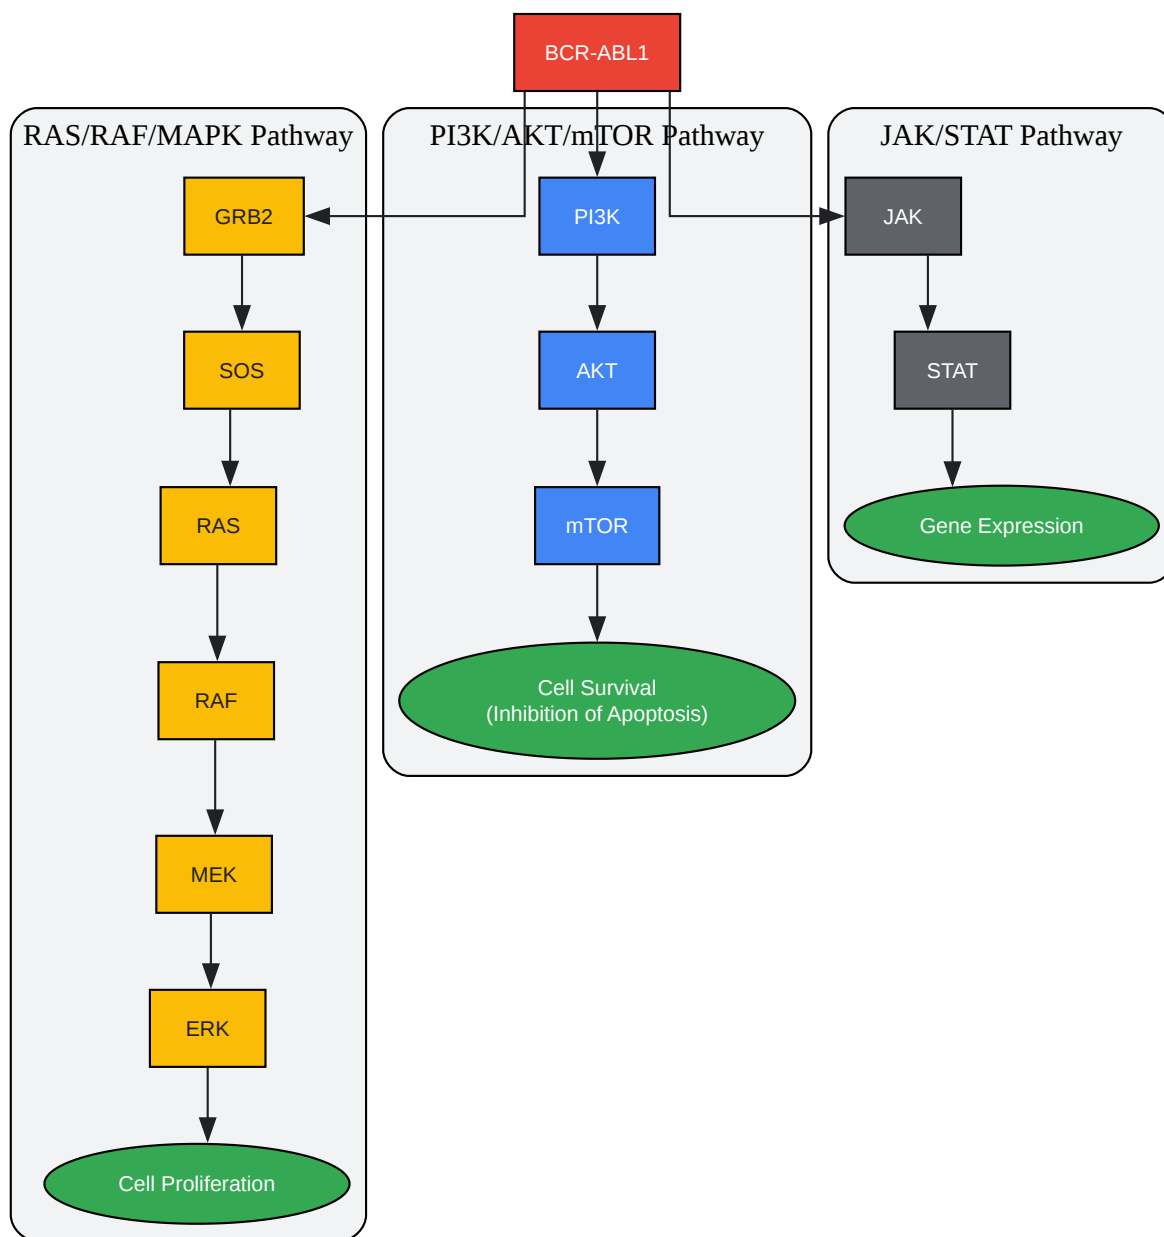 BCR-ABL1
RAS/RAF/MAPK Pathway
GRB2
SOS
RAS
RAF
MEK
ERK
Cell Proliferation
PI3K/AKT/mTOR Pathway
PI3K
AKT
mTOR
Cell Survival
(Inhibition of Apoptosis)
JAK/STAT Pathway
JAK
STAT
Gene Expression